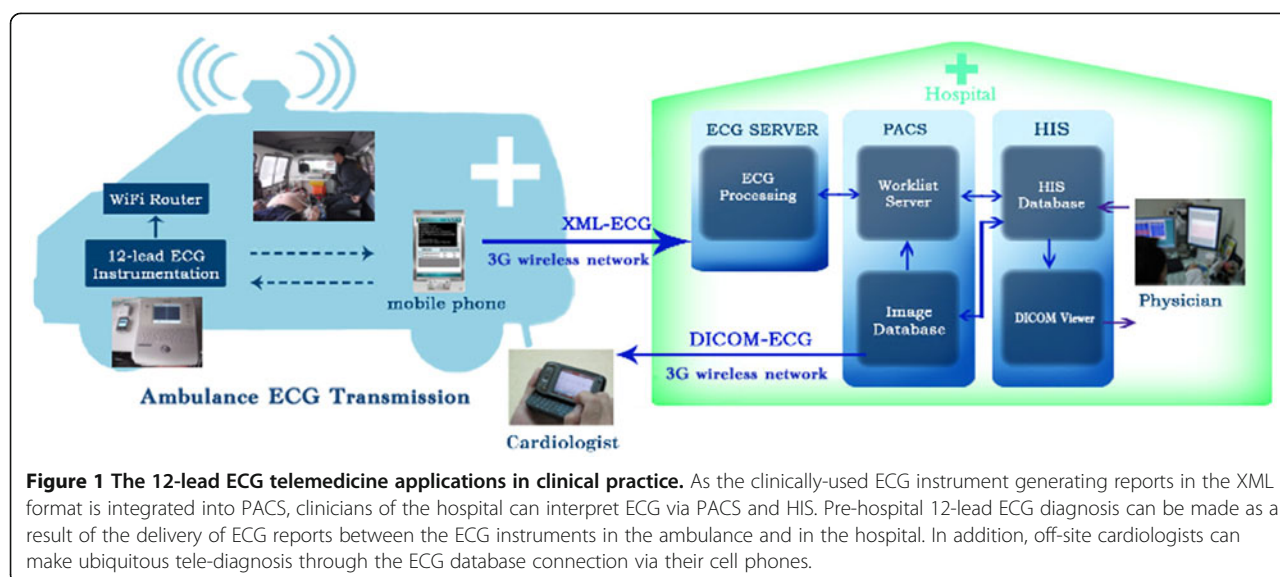 Hospital
ECG SERVER
PACS
HIS
ECG
Processing
Worklist
Server
HIS
Database
Image
Database
DICOM Viewer
Physician
WiFi Router
12-lead ECG
Instrumentation
mobile phone
XML-ECG
3G wireless network
DICOM-ECG
3G wireless network
Ambulance ECG Transmission
Cardiologist
Figure 1 The 12-lead ECG telemedicine applications in clinical practice. As the clinically-used ECG instrument generating reports in the XML
format is integrated into PACS, clinicians of the hospital can interpret ECG via PACS and HIS. Pre-hospital 12-lead ECG diagnosis can be made as a
result of the delivery of ECG reports between the ECG instruments in the ambulance and in the hospital. In addition, off-site cardiologists can
make ubiquitous tele-diagnosis through the ECG database connection via their cell phones.